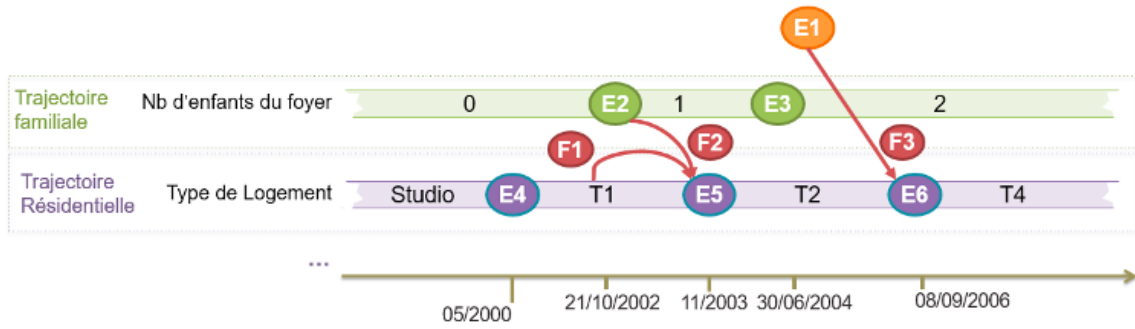 E1
Trajectoire
familiale
Nb d'enfants du foyer
0
E2
1
E3
2
F1
F2
F3
Trajectoire
Résidentielle
Type de Logement
Studio
E4
T1
E5
T2
E6
T4
...
05/2000
21/10/2002
11/2003
30/06/2004
08/09/2006